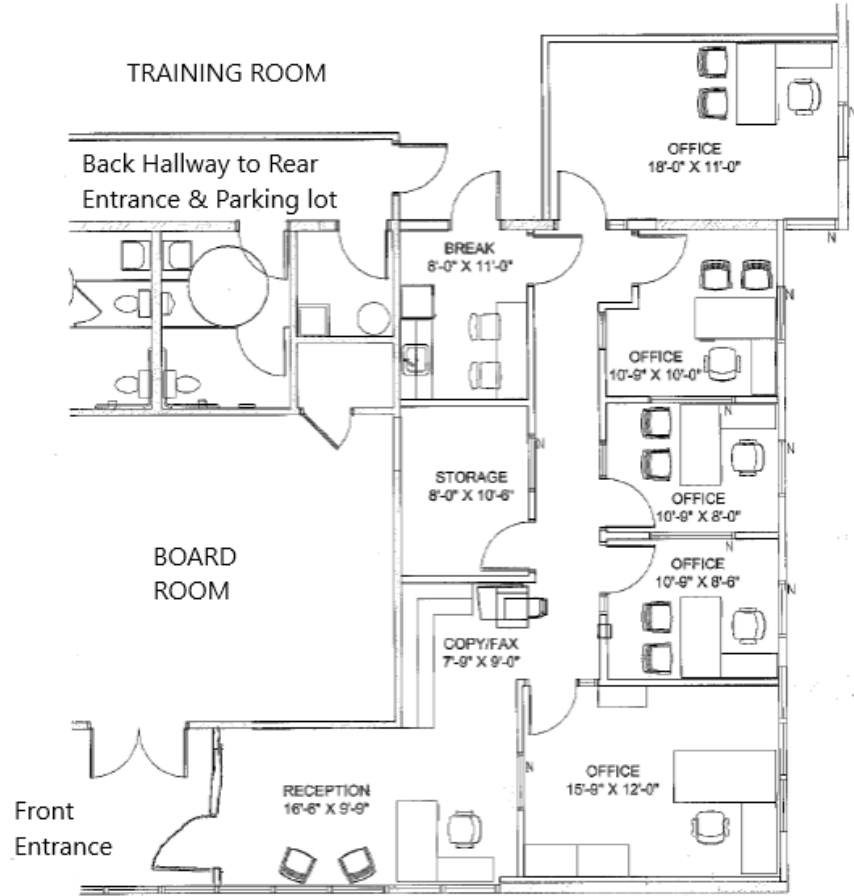 TRAINING ROOM
Back Hallway to Rear
Entrance & Parking lot
OFFICE
18'-0" X 11'-0"
N
N
BREAK
8'-0" X 11'-0"
N
OFFICE
10'-9" X 10'-0"
N
N
N
STORAGE
8'-0" X 10'-6"
OFFICE
10'-9" X 8'-0"
N
BOARD
ROOM
OFFICE
10'-9" X 8'-6"
N
COPY/FAX
7'-9" X 9'-0"
N
OFFICE
15'-9" X 12'-0"
RECEPTION
16'-6" X 9'-9"
Front
Entrance